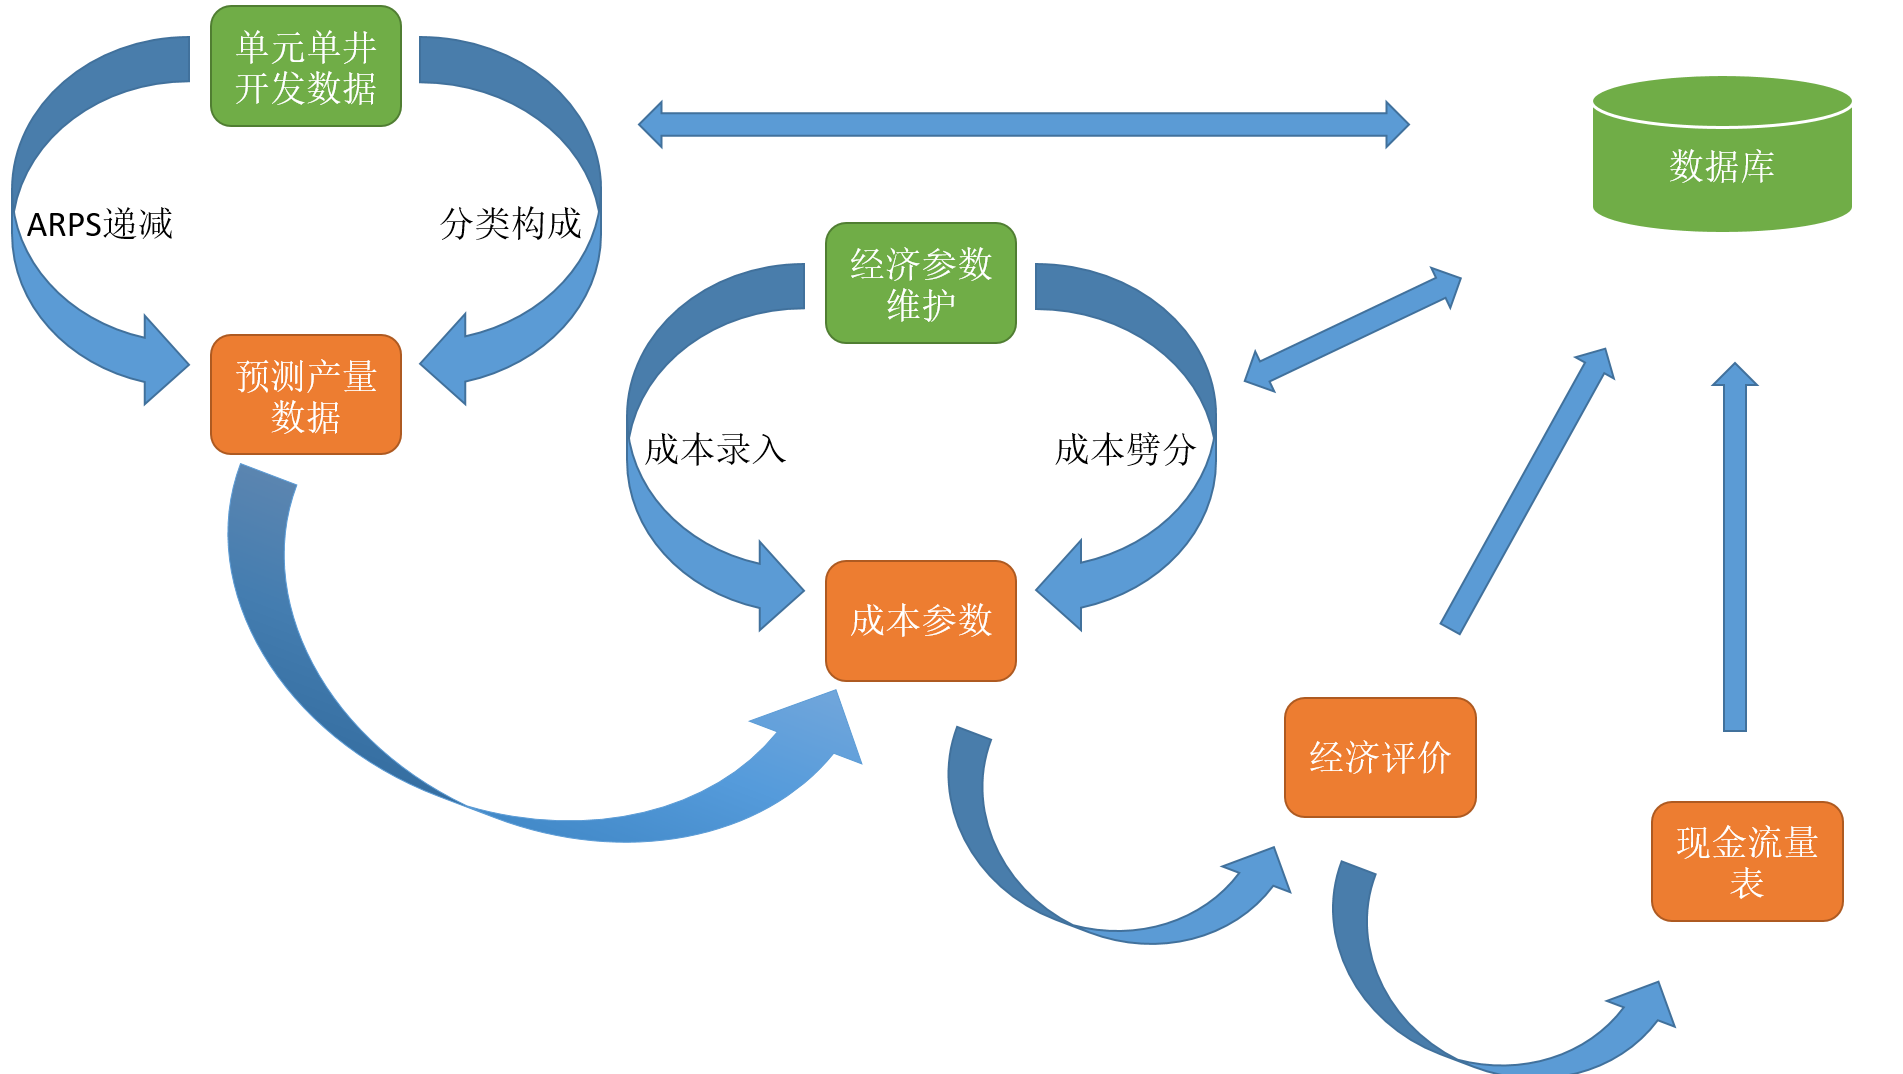 单元单井
开发数据
ARPS递减
分类构成
预测产量
数据
数据库
经济参数
维护
成本录入
成本劈分
成本参数
经济评价
现金流量
表